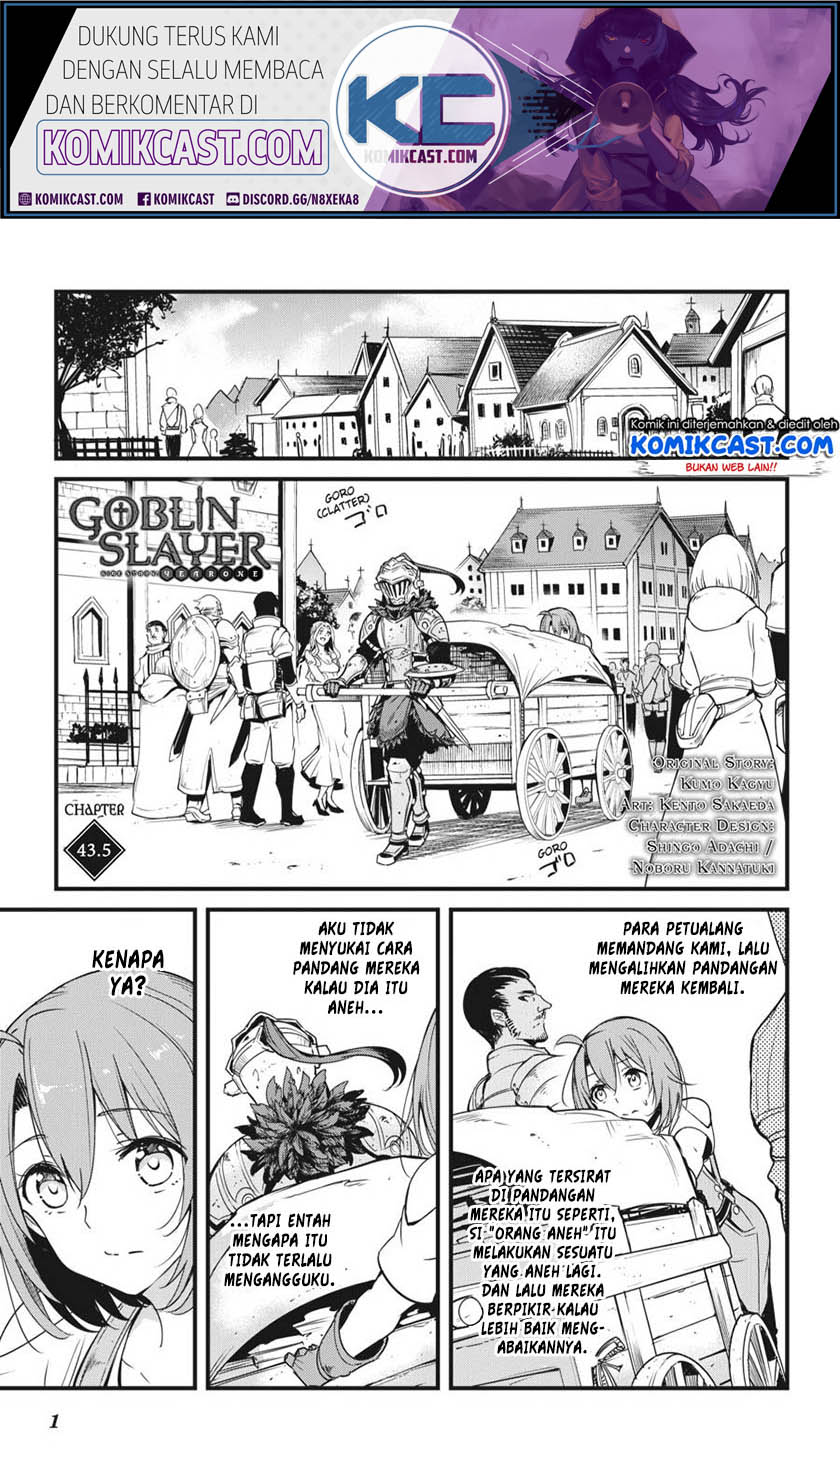 DUKUNG TERUS KAMI
DENGAN SELALU MEMBACA
DAN BERKOMENTAR DI
KOMIKCAST.COM
KOMIKCAST.COM
KOMIKCAST
DISCORD.GG/N8XEKA8
KC
KOMIKCAST.COM
Komik ini diterjemahkan & diedit oleh
KOMIKCAST.COM
BUKAN WEB LAIN!!
GOBLIN
SLAYER
SIDE STORY: YEAR ONE
GORO
(CLATTER)
ゴロ
CHAPTER
43.5
GORO
ゴロ
ORIGINAL STORY:
KUMO KAGYU
ART: KENTO SAKAEDA
CHARACTER DESIGN:
SHINGO ADACHI /
NOBORU KANNATUKI
PARA PETUALANG
MEMANDANG KAMI, LALU
MENGALIHKAN PANDANGAN
MEREKA KEMBALI.
APA YANG TERSIRAT
DI PANDANGAN
MEREKA ITU SEPERTI,
SI "ORANG ANEH" ITU
MELAKUKAN SESUATU
YANG ANEH LAGI.
DAN LALU MEREKA
BERPIKIR KALAU
LEBIH BAIK MENG-
ABAIKANNYA.
AKU TIDAK
MENYUKAI CARA
PANDANG MEREKA
KALAU DIA ITU
ANEH...
...TAPI ENTAH
MENGAPA ITU
TIDAK TERLALU
MENGANGGUKU.
KENAPA
YA?
1